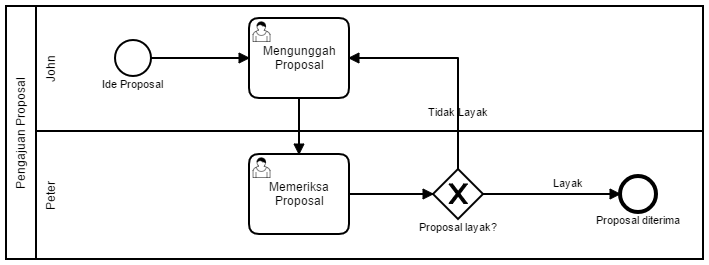 Pengajuan Proposal
John
Ide Proposal
Mengunggah
Proposal
Tidak Layak
Peter
Memeriksa
Proposal
X
Proposal layak?
Layak
Proposal diterima